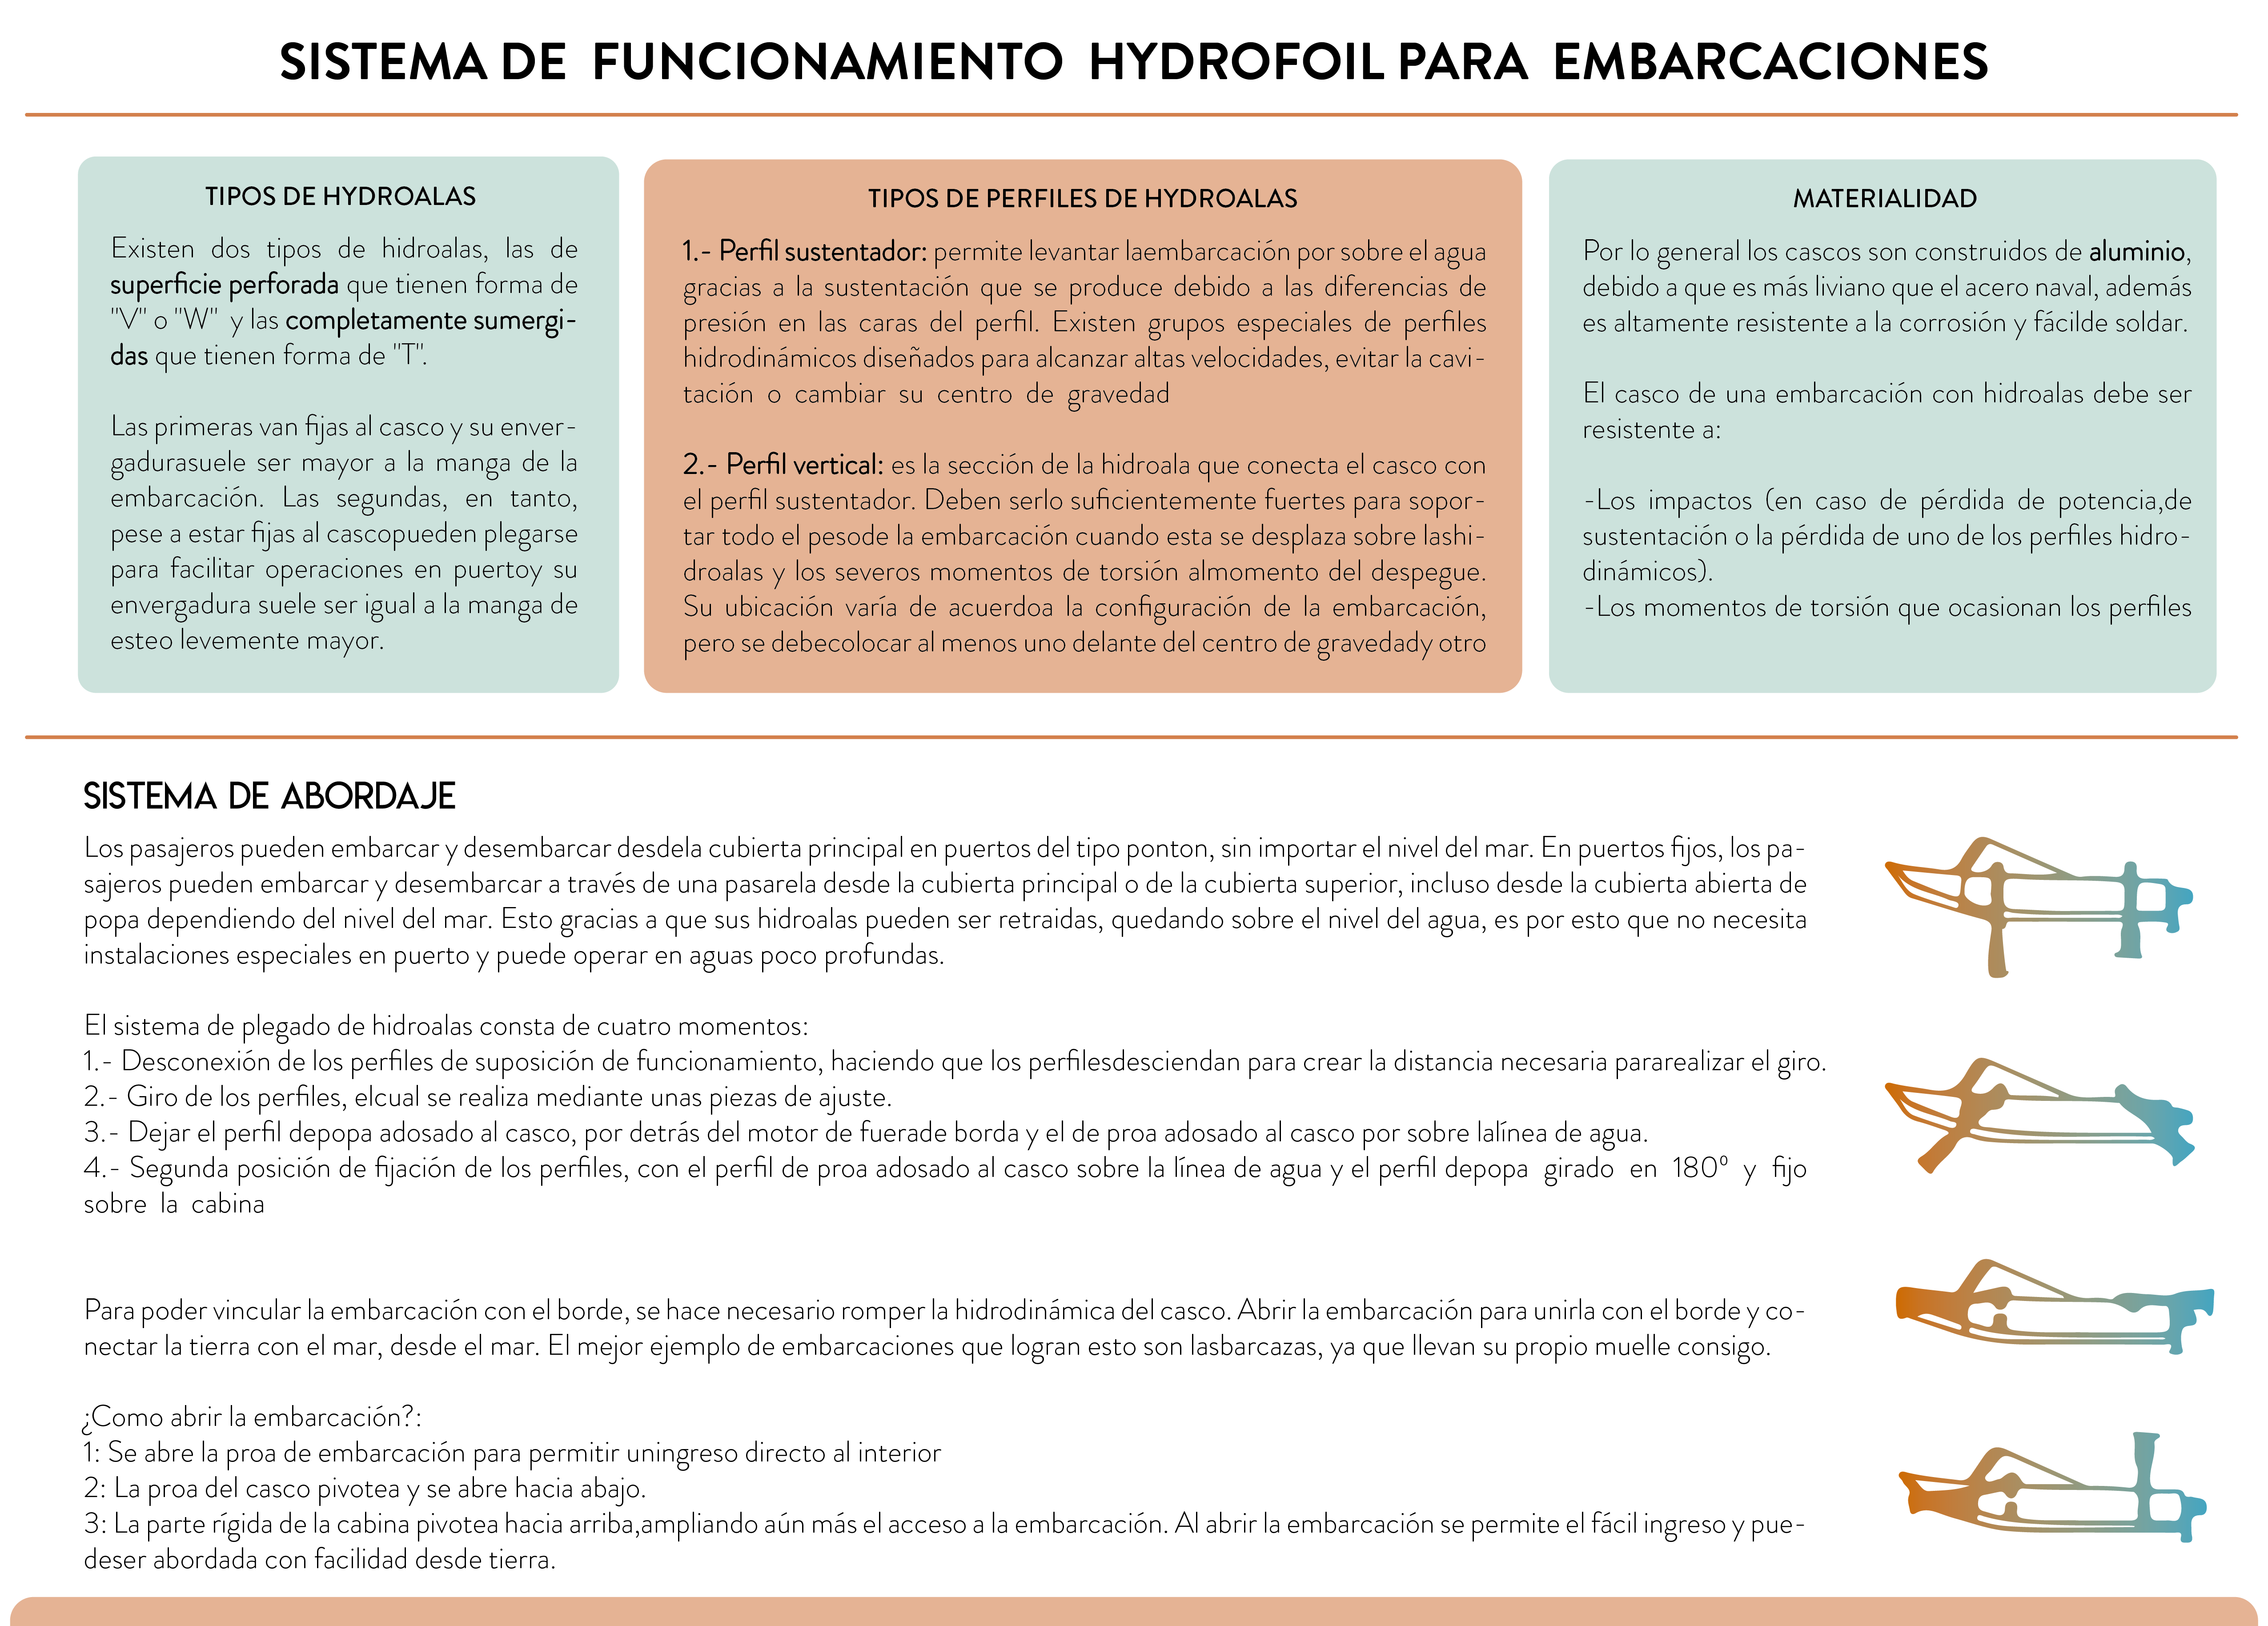 SISTEMA DE FUNCIONAMIENTO HYDROFOIL PARA EMBARCACIONES
TIPOS DE HYDROALAS
Existen dos tipos de hidroalas, las de
superficie perforada que tienen forma de
"V" o "W" y las completamente sumergi-
das que tienen forma de "T".
Las primeras van fijas al casco y su enver-
gadurasuele ser mayor a la manga de la
embarcación. Las segundas, en tanto,
pese a estar fijas al cascopueden plegarse
para facilitar operaciones en puertoy su
envergadura suele ser igual a la manga de
esteo levemente mayor.
TIPOS DE PERFILES DE HYDROALAS
1.- Perfil sustentador: permite levantar laembarcación por sobre el agua
gracias a la sustentación que se produce debido a las diferencias de
presión en las caras del perfil. Existen grupos especiales de perfiles
hidrodinámicos diseñados para alcanzar altas velocidades, evitar la cavi-
tación o cambiar su centro de gravedad
2.- Perfil vertical: es la sección de la hidroala que conecta el casco con
el perfil sustentador. Deben serlo suficientemente fuertes para sopor-
tar todo el pesode la embarcación cuando esta se desplaza sobre lashi-
droalas y los severos momentos de torsión almomento del despegue.
Su ubicación varía de acuerdoa la configuración de la embarcación,
pero se debecolocar al menos uno delante del centro de gravedady otro
MATERIALIDAD
Por lo general los cascos son construidos de aluminio,
debido a que es más liviano que el acero naval, además
es altamente resistente a la corrosión y fácilde soldar.
El casco de una embarcación con hidroalas debe ser
resistente a:
-Los impactos (en caso de pérdida de potencia,de
sustentación o la pérdida de uno de los perfiles hidro-
dinámicos).
-Los momentos de torsión que ocasionan los perfiles
SISTEMA DE ABORDAJE
Los pasajeros pueden embarcar y desembarcar desdela cubierta principal en puertos del tipo ponton, sin importar el nivel del mar. En puertos fijos, los pa-
sajeros pueden embarcar y desembarcar a través de una pasarela desde la cubierta principal o de la cubierta superior, incluso desde la cubierta abierta de
popa dependiendo del nivel del mar. Esto gracias a que sus hidroalas pueden ser retraidas, quedando sobre el nivel del agua, es por esto que no necesita
instalaciones especiales en puerto y puede operar en aguas poco profundas.
El sistema de plegado de hidroalas consta de cuatro momentos:
1.- Desconexión de los perfiles de suposición de funcionamiento, haciendo que los perfilesdesciendan para crear la distancia necesaria pararealizar el giro.
2.- Giro de los perfiles, elcual se realiza mediante unas piezas de ajuste.
3.- Dejar el perfil depopa adosado al casco, por detrás del motor de fuerade borda y el de proa adosado al casco por sobre lalínea de agua.
4.- Segunda posición de fijación de los perfiles, con el perfil de proa adosado al casco sobre la línea de agua y el perfil depopa girado en 180º y fijo
sobre la cabina
Para poder vincular la embarcación con el borde, se hace necesario romper la hidrodinámica del casco. Abrir la embarcación para unirla con el borde y co-
nectar la tierra con el mar, desde el mar. El mejor ejemplo de embarcaciones que logran esto son lasbarcazas, ya que llevan su propio muelle consigo.
¿Como abrir la embarcación?:
1: Se abre la proa de embarcación para permitir uningreso directo al interior
2: La proa del casco pivotea y se abre hacia abajo.
3: La parte rígida de la cabina pivotea hacia arriba,ampliando aún más el acceso a la embarcación. Al abrir la embarcación se permite el fácil ingreso y pue-
deser abordada con facilidad desde tierra.